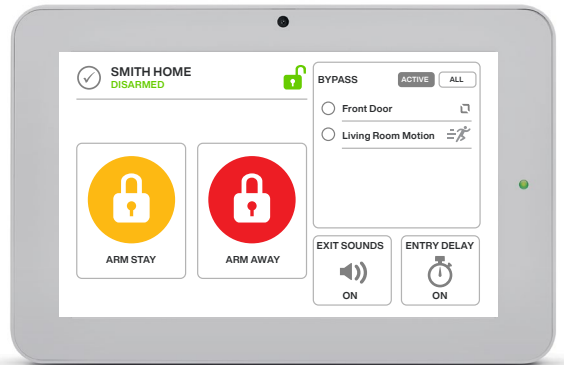 SMITH HOME
DISARMED
BYPASS
ACTIVE
ALL
Front Door
Living Room Motion
ARM STAY
ARM AWAY
EXIT SOUNDS
ON
ENTRY DELAY
ON